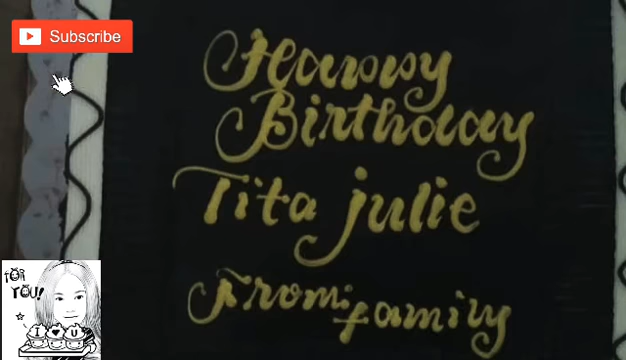 Subscribe
Happy
Birthday
Tita julie
From: family
FOR
YOU!
I ♥ U